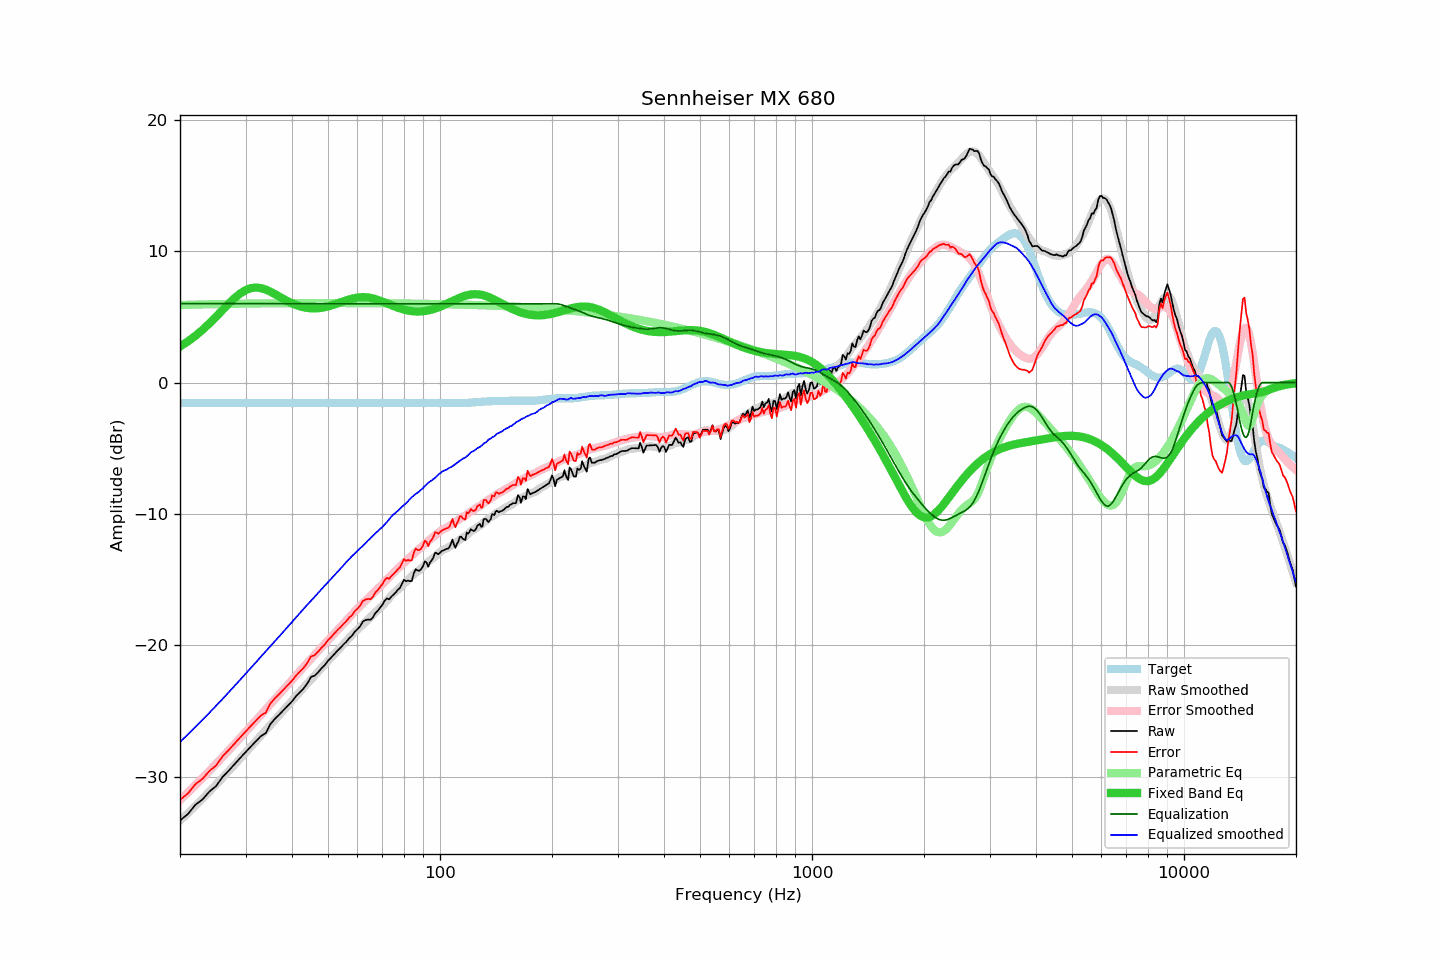 Sennheiser MX 680
20
10
0
−10
−20
−30
Amplitude (dBr)
100
1000
10000
Frequency (Hz)
Target
Raw Smoothed
Error Smoothed
Raw
Error
Parametric Eq
Fixed Band Eq
Equalization
Equalized smoothed